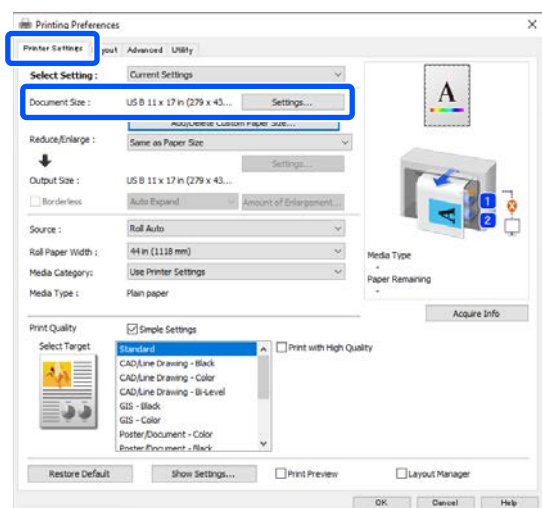 Printing Preferences
Printer Settings yout Advanced Utility
Select Setting : Current Settings
Document Size : US B 11 x 17 in (279 x 43... Settings...
Add/Delete Custom Paper Size...
Reduce/Enlarge : Same as Paper Size
Settings...
Output Size : US B 11 x 17 in (279 x 43...
Borderless Auto Expand Amount of Enlargement...
Source : Roll Auto
Roll Paper Width : 44 in (1118 mm)
Media Category: Use Printer Settings
Media Type : Plain paper
A
A
1
2
Media Type
-
Paper Remaining
-
Acquire Info
Print Quality Simple Settings
Select Target
Standard
CAD/Line Drawing - Black
CAD/Line Drawing - Color
CAD/Line Drawing - Bi-Level
GIS - Black
GIS - Color
Poster/Document - Color
Poster/Document - Black
Print with High Quality
Restore Default Show Settings... Print Preview Layout Manager
OK Cancel Help